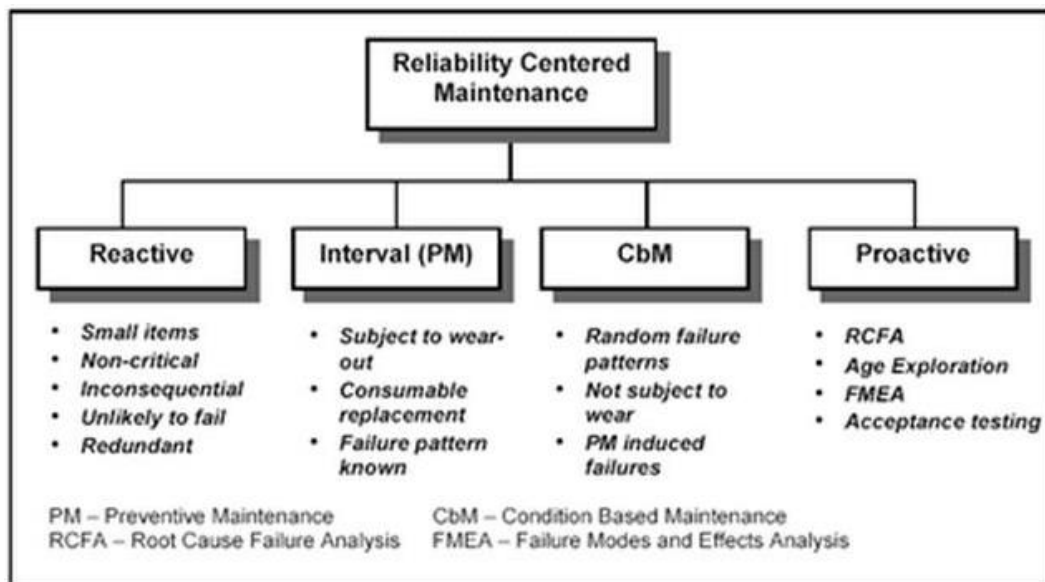 Reliability Centered
Maintenance
Reactive
Interval (PM)
CbM
Proactive
• Small items
• Non-critical
• Inconsequential
• Unlikely to fail
• Redundant
• Subject to wear-
out
• Consumable
replacement
• Failure pattern
known
• Random failure
patterns
• Not subject to
wear
• PM induced
failures
• RCFA
• Age Exploration
• FMEA
• Acceptance testing
PM – Preventive Maintenance
CbM – Condition Based Maintenance
RCFA – Root Cause Failure Analysis
FMEA – Failure Modes and Effects Analysis